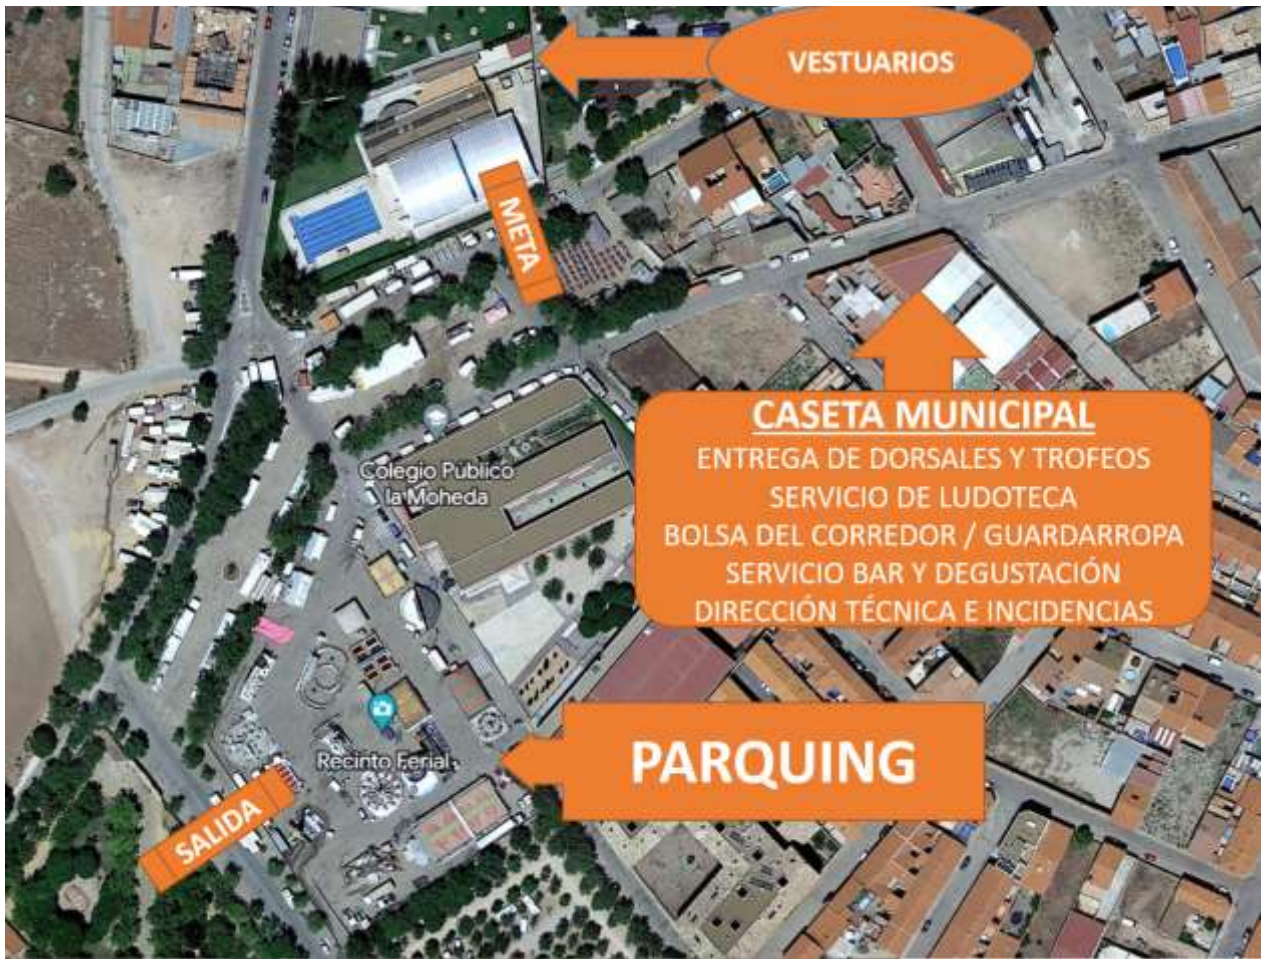 VESTUARIOS
META
CASETA MUNICIPAL
ENTREGA DE DORSALES Y TROFEOS
SERVICIO DE LUDOTECA
BOLSA DEL CORREDOR / GUARDARROPA
SERVICIO BAR Y DEGUSTACIÓN
DIRECCIÓN TÉCNICA E INCIDENCIAS
Colegio Público
la Moheda
PARQUING
Recinto Ferial
SALIDA